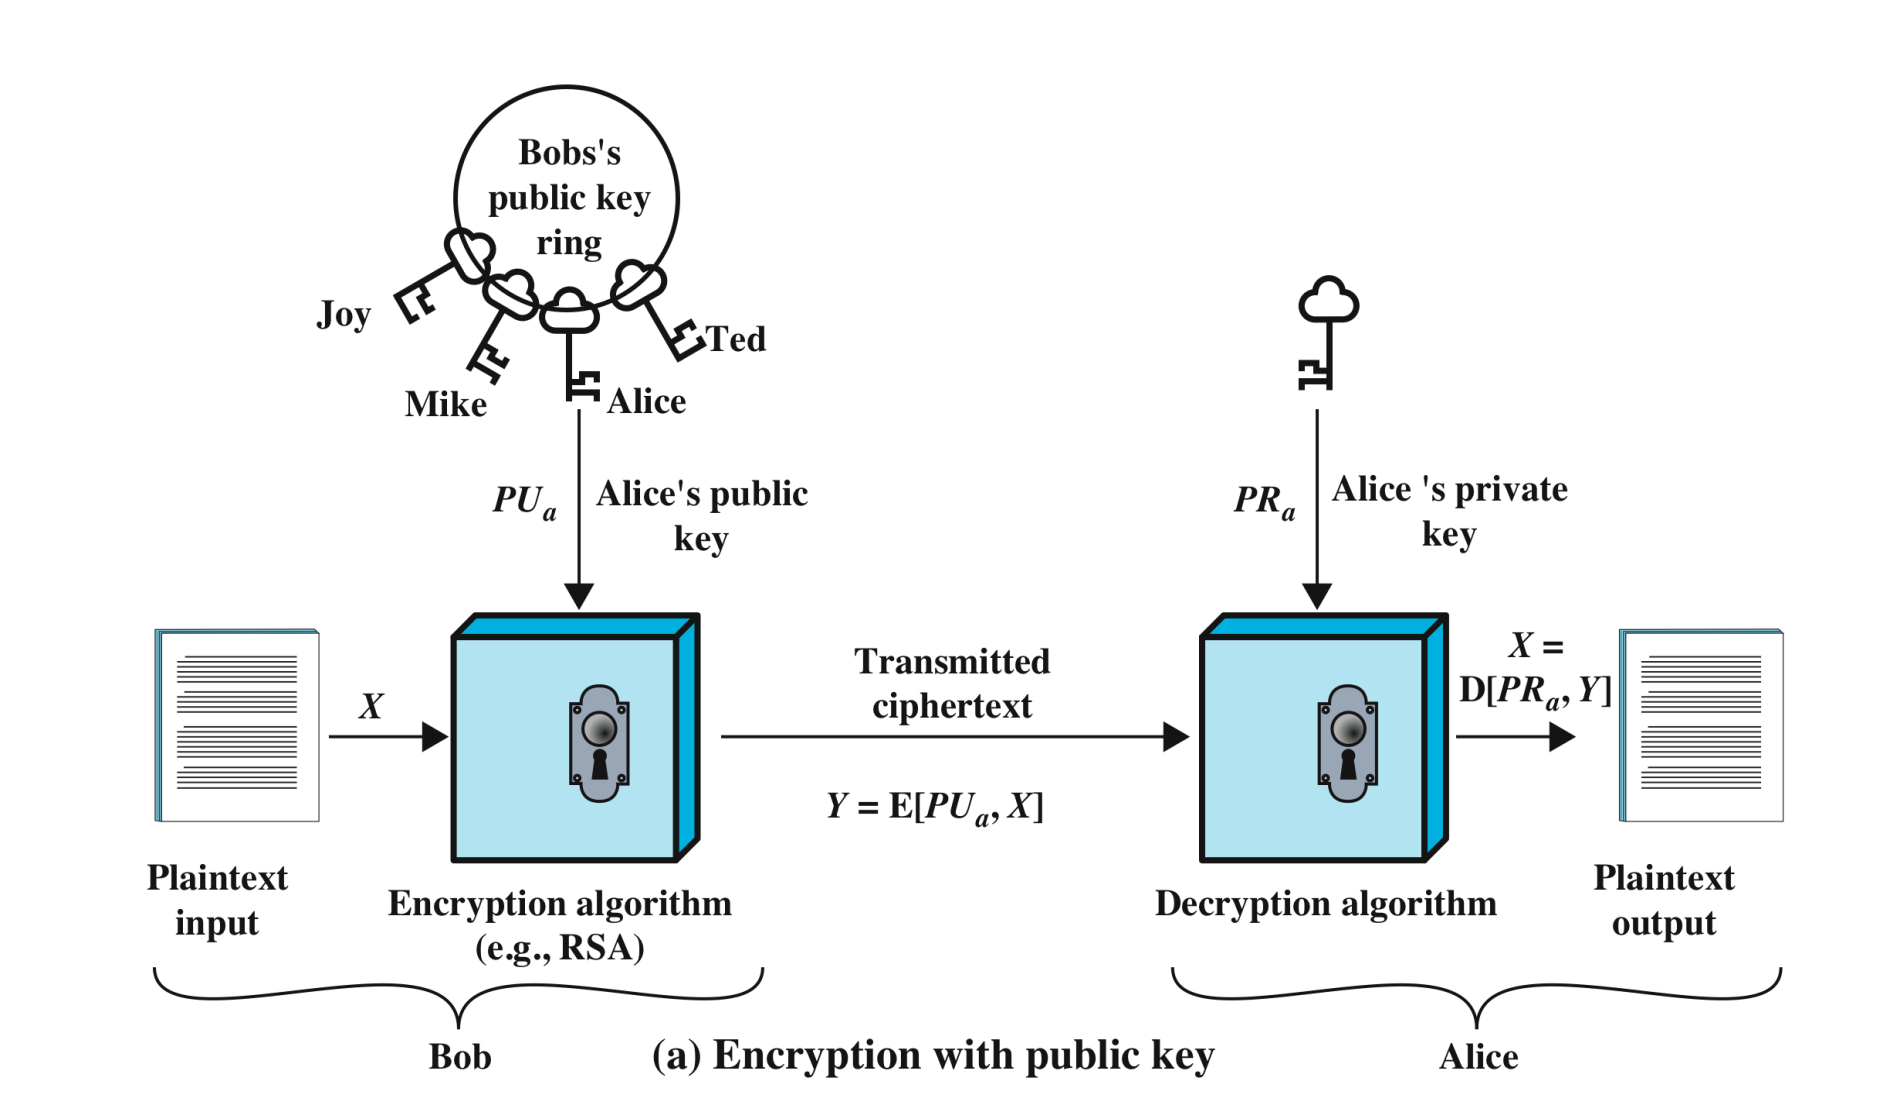 Bobs's
public key
ring
Joy
Mike
Alice
Ted
PUa
Alice's public
key
PRa
Alice 's private
key
X
Transmitted
ciphertext
Y = E[PUa, X]
X =
D[PRa, Y]
Plaintext
input
Encryption algorithm
(e.g., RSA)
Decryption algorithm
Plaintext
output
Bob
(a) Encryption with public key
Alice